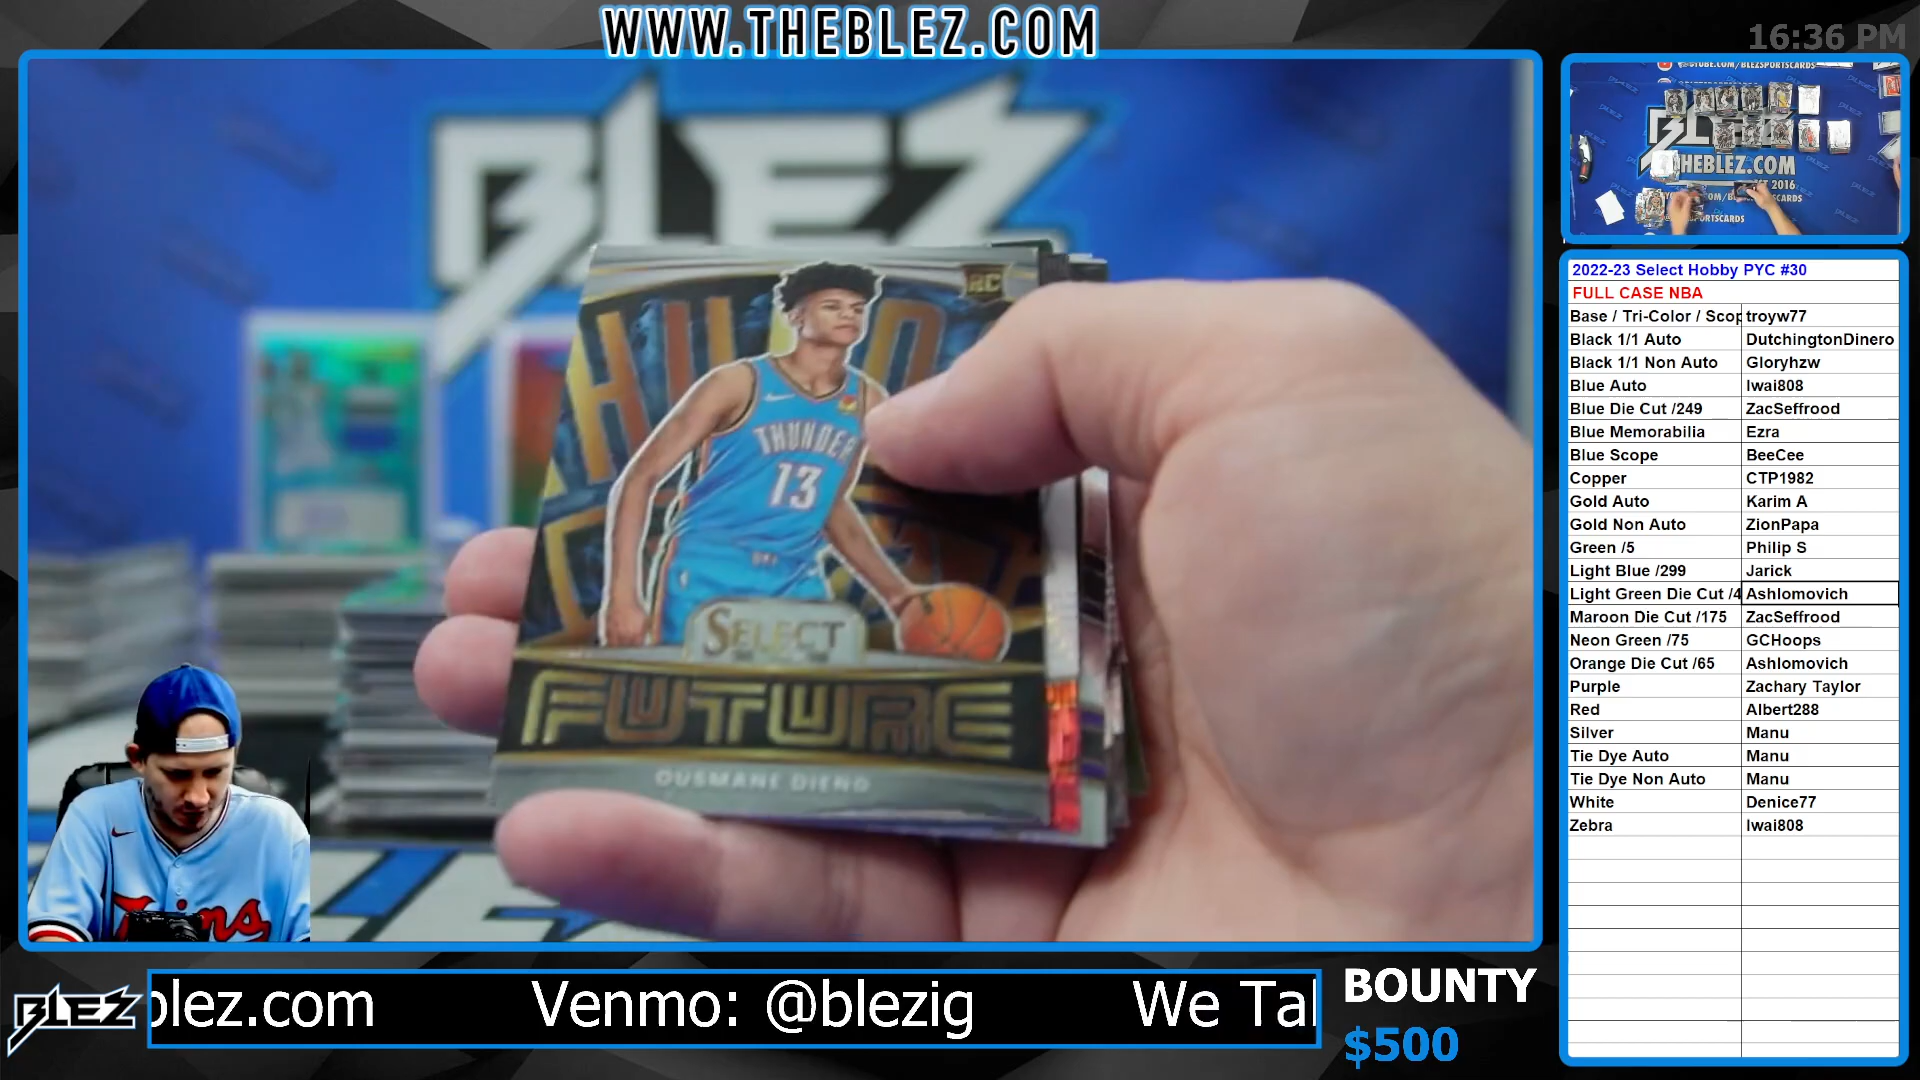 WWW.THEBLEZ.COM
16:36 PM
BLEZ
RC
THUNDER
13
SELECT
FUTURE
OUSMANE DIENG
Twins
BLEZ
THEBLEZ.COM
2016
2022-23 Select Hobby PYC #30
FULL CASE NBA
Base / Tri-Color / Scop troyw77
Black 1/1 Auto DutchingtonDinero
Black 1/1 Non Auto Gloryhzw
Blue Auto Iwai808
Blue Die Cut /249 ZacSeffrood
Blue Memorabilia Ezra
Blue Scope BeeCee
Copper CTP1982
Gold Auto Karim A
Gold Non Auto ZionPapa
Green /5 Philip S
Light Blue /299 Jarick
Light Green Die Cut /4 Ashlomovich
Maroon Die Cut /175 ZacSeffrood
Neon Green /75 GCHoops
Orange Die Cut /65 Ashlomovich
Purple Zachary Taylor
Red Albert288
Silver Manu
Tie Dye Auto Manu
Tie Dye Non Auto Manu
White Denice77
Zebra Iwai808
BLEZ
blez.com Venmo: @blezig We Tal
BOUNTY
$500